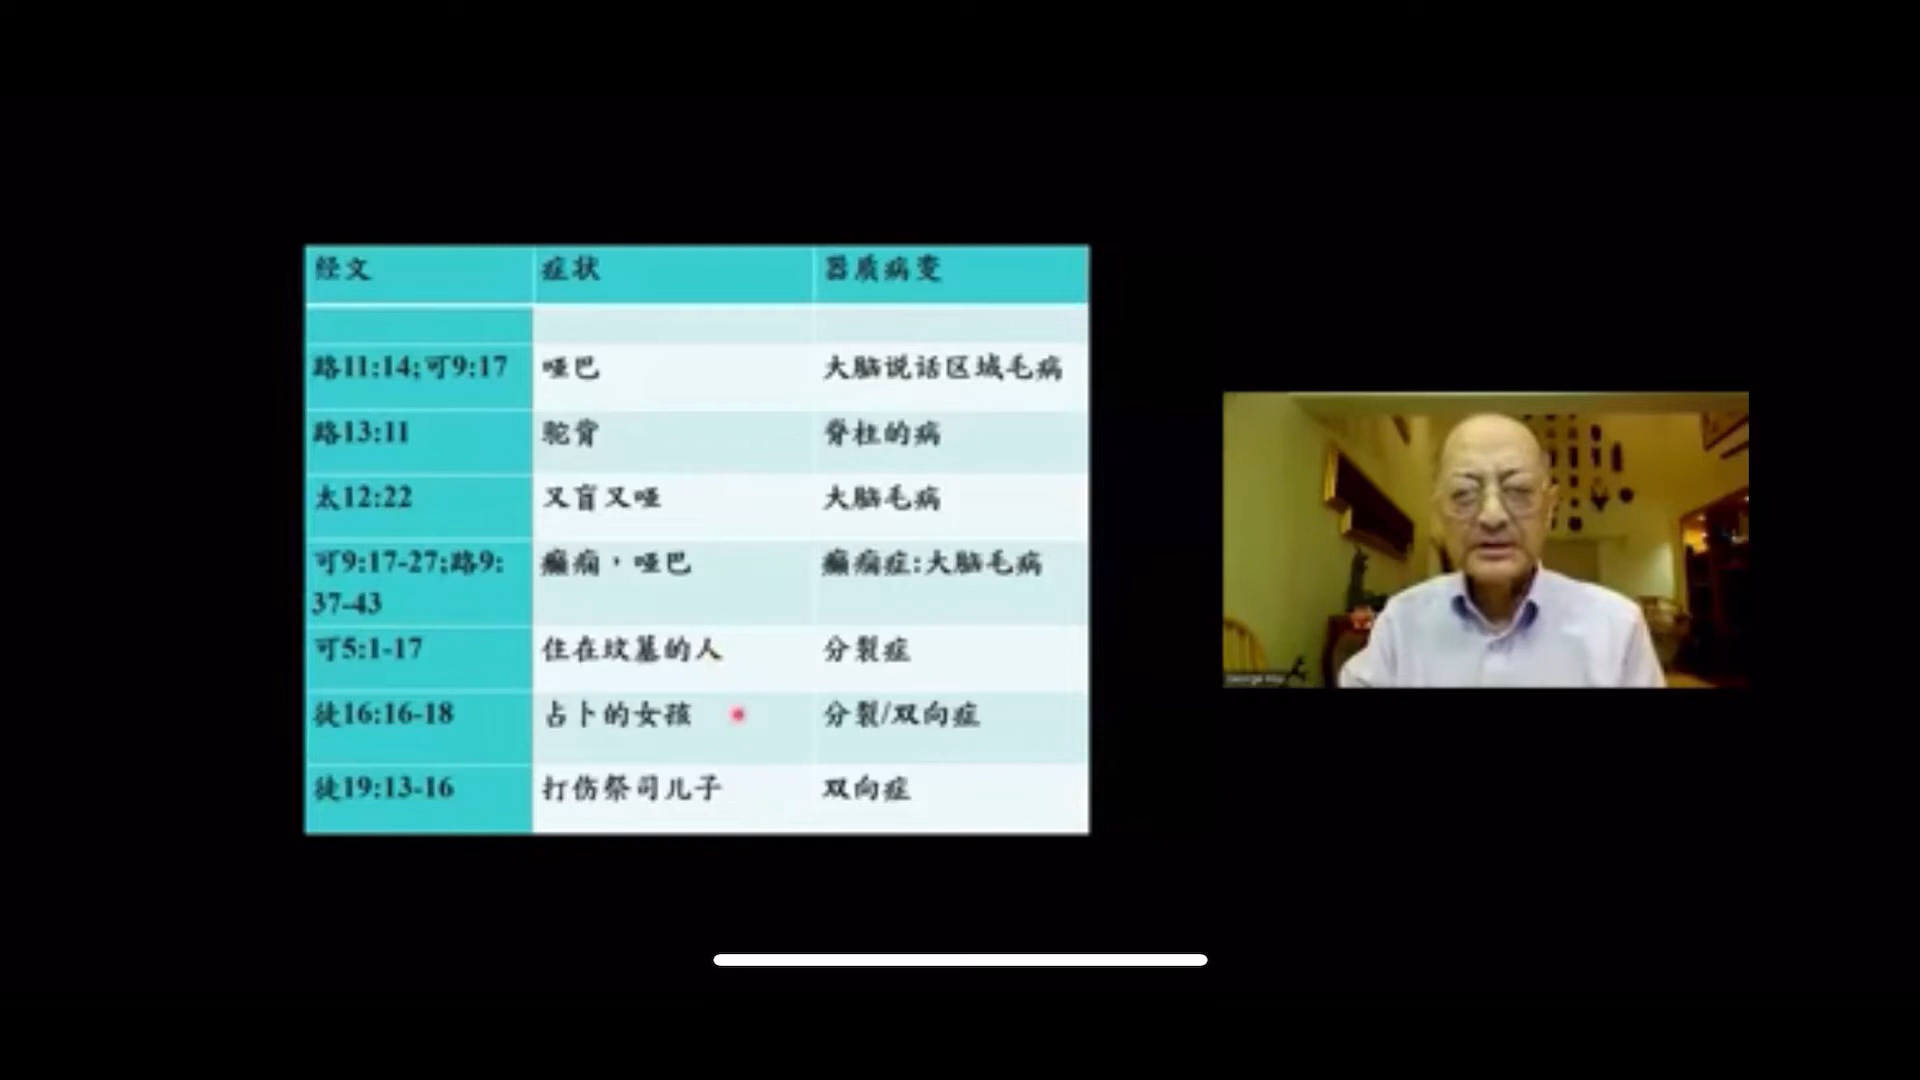 经文 症状 器质病变
路11:14;可9:17 哑巴 大脑说话区域毛病
路13:11 驼背 脊柱的病
太12:22 又盲又哑 大脑毛病
可9:17-27;路9: 癫痫，哑巴 癫痫症:大脑毛病
37-43
可5:1-17 住在坟墓的人 分裂症
徒16:16-18 占卜的女孩 分裂/双向症
徒19:13-16 打伤祭司儿子 双向症
George